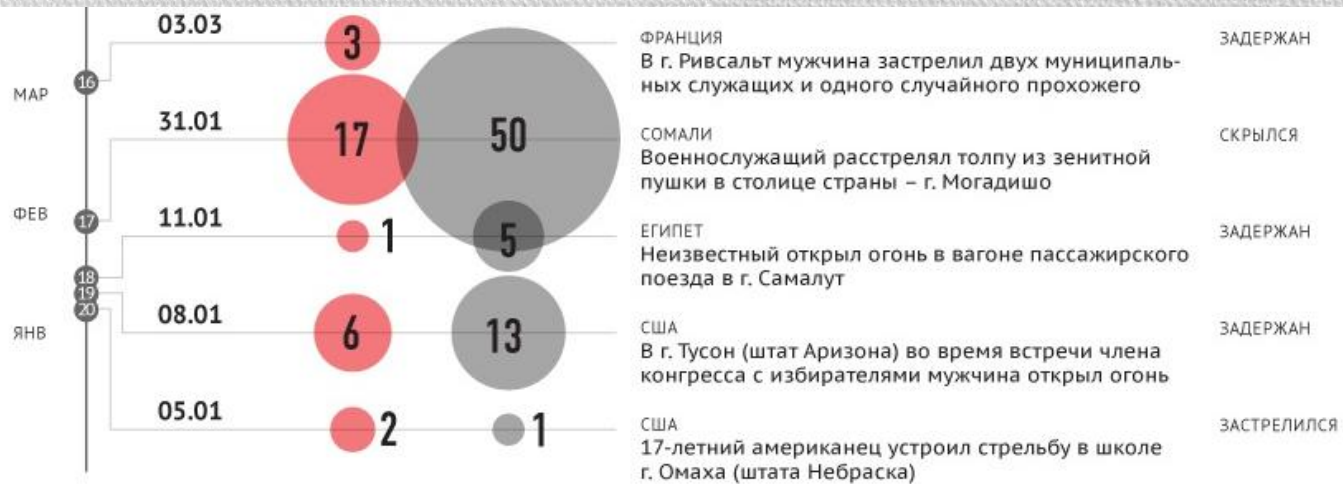 03.03
3
ФРАНЦИЯ
В г. Ривсальт мужчина застрелил двух муниципаль-
ных служащих и одного случайного прохожего
ЗАДЕРЖАН
16
МАР
31.01
17
50
СОМАЛИ
Военнослужащий расстрелял толпу из зенитной
пушки в столице страны – г. Могадишо
СКРЫЛСЯ
ФЕВ
17
11.01
1
5
ЕГИПЕТ
Неизвестный открыл огонь в вагоне пассажирского
поезда в г. Самалут
ЗАДЕРЖАН
18
19
20
ЯНВ
08.01
6
13
США
В г. Тусон (штат Аризона) во время встречи члена
конгресса с избирателями мужчина открыл огонь
ЗАДЕРЖАН
05.01
2
1
США
17-летний американец устроил стрельбу в школе
г. Омаха (штата Небраска)
ЗАСТРЕЛИЛСЯ